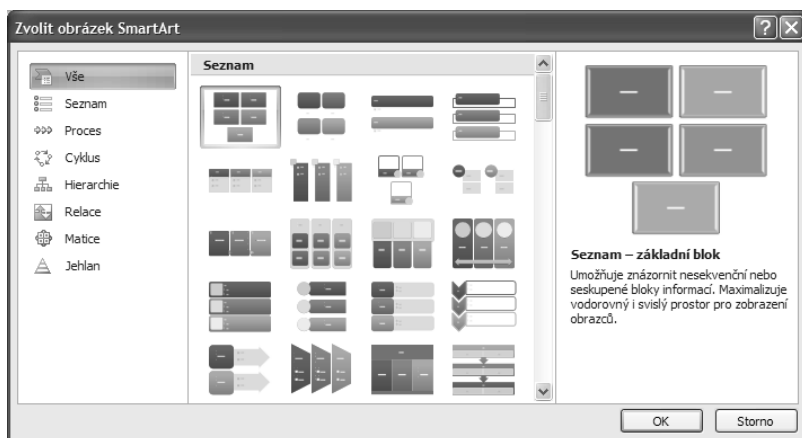 Zvolit obrázek SmartArt
Vše
Seznam
Proces
Cyklus
Hierarchie
Relace
Matice
Jehlan
Seznam
Seznam – základní blok
Umožňuje znázornit nesekvenční nebo
seskupené bloky informací. Maximalizuje
vodorovný i svislý prostor pro zobrazení
obrazců.
OK
Storno